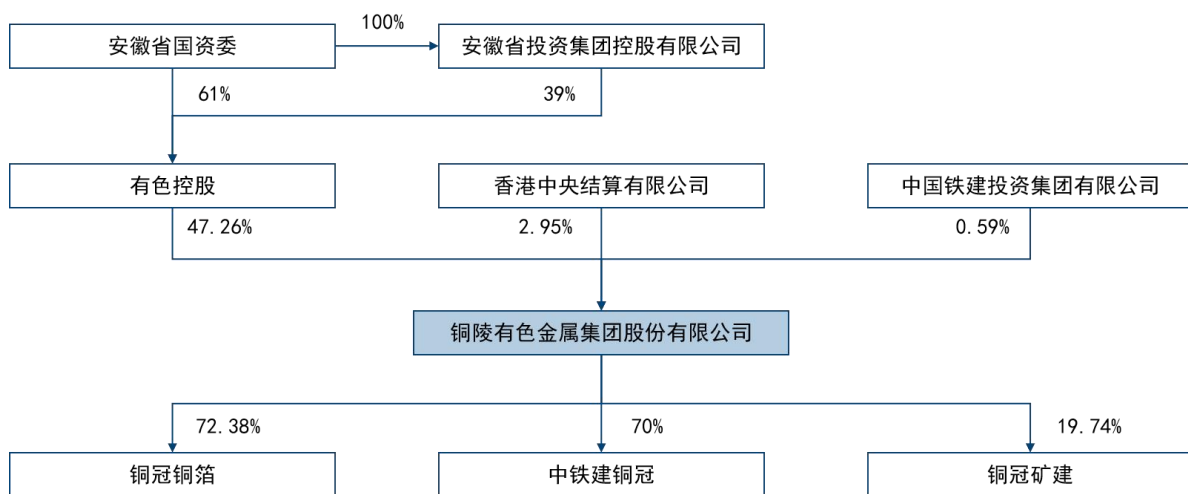 100%
安徽省国资委
安徽省投资集团控股有限公司
61%
39%
有色控股
香港中央结算有限公司
中国铁建投资集团有限公司
47.26%
2.95%
0.59%
铜陵有色金属集团股份有限公司
72.38%
70%
19.74%
铜冠铜箔
中铁建铜冠
铜冠矿建